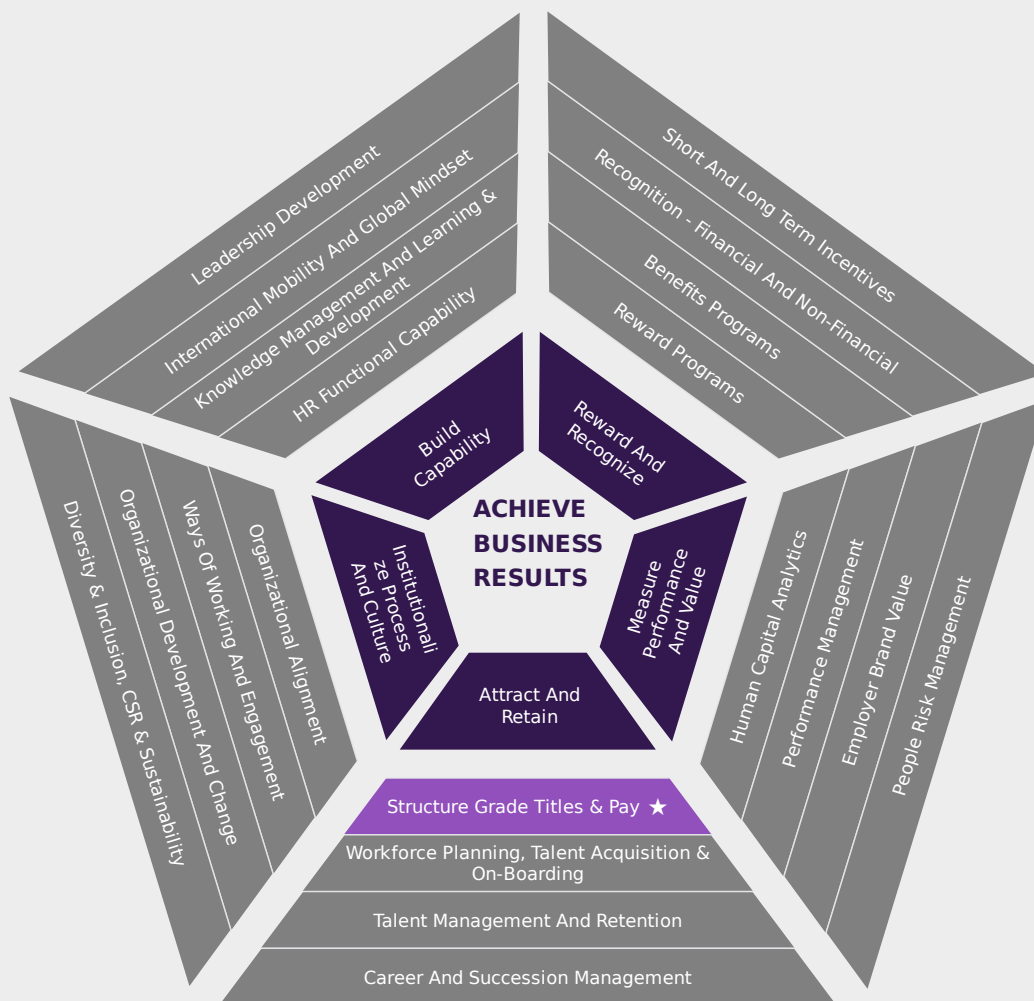 Leadership Development
International Mobility And Global Mindset
Knowledge Management And Learning &
Development
HR Functional Capability
Short And Long Term Incentives
Recognition - Financial And Non-Financial
Benefits Programs
Reward Programs
Build
Capability
Reward And
Recognize
ACHIEVE
BUSINESS
RESULTS
Institutionali
ze Process
And Culture
Measure
Performance
And Value
Attract And
Retain
Diversity & Inclusion, CSR & Sustainability
Organizational Development And Change
Ways Of Working And Engagement
Organizational Alignment
Human Capital Analytics
Performance Management
Employer Brand Value
People Risk Management
Structure Grade Titles & Pay ★
Workforce Planning, Talent Acquisition &
On-Boarding
Talent Management And Retention
Career And Succession Management